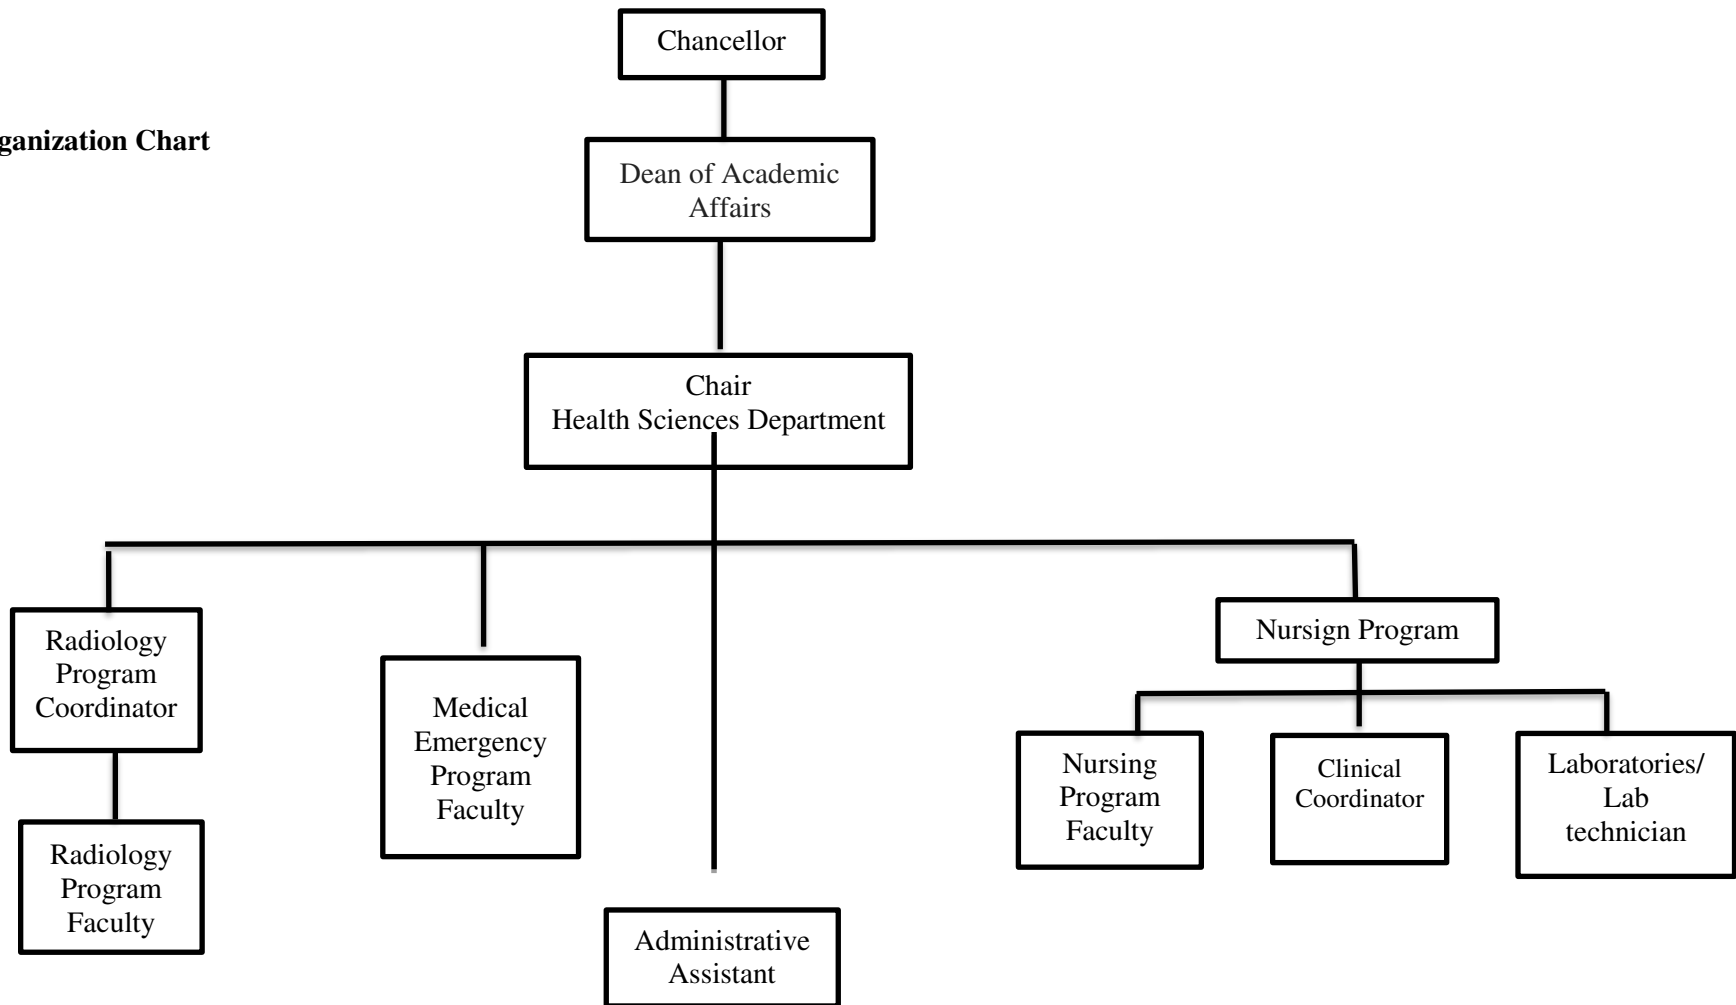 Chancellor
ganization Chart
Dean of Academic
Affairs
Chair
Health Sciences Department
Radiology
Program
Coordinator
Medical
Emergency
Program
Faculty
Nursign Program
Nursing
Program
Faculty
Clinical
Coordinator
Laboratories/
Lab
technician
Radiology
Program
Faculty
Administrative
Assistant